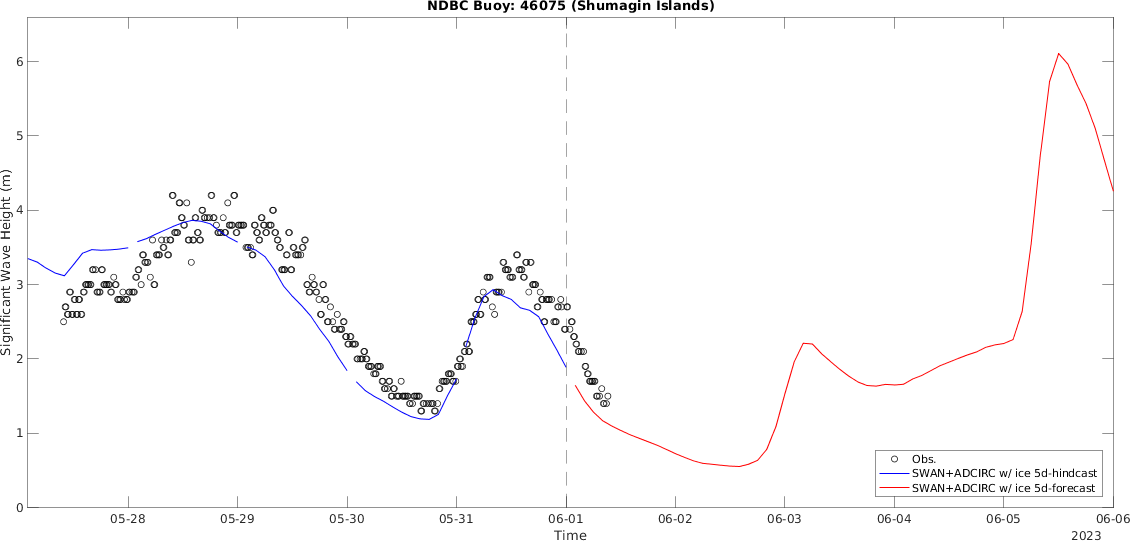 NDBC Buoy: 46075 (Shumagin Islands)
Significant Wave Height (m)
6
5
4
3
2
1
0
Obs.
SWAN+ADCIRC w/ ice 5d-hindcast
SWAN+ADCIRC w/ ice 5d-forecast
05-28 05-29 05-30 05-31 06-01 06-02 06-03 06-04 06-05 06-06
Time
2023